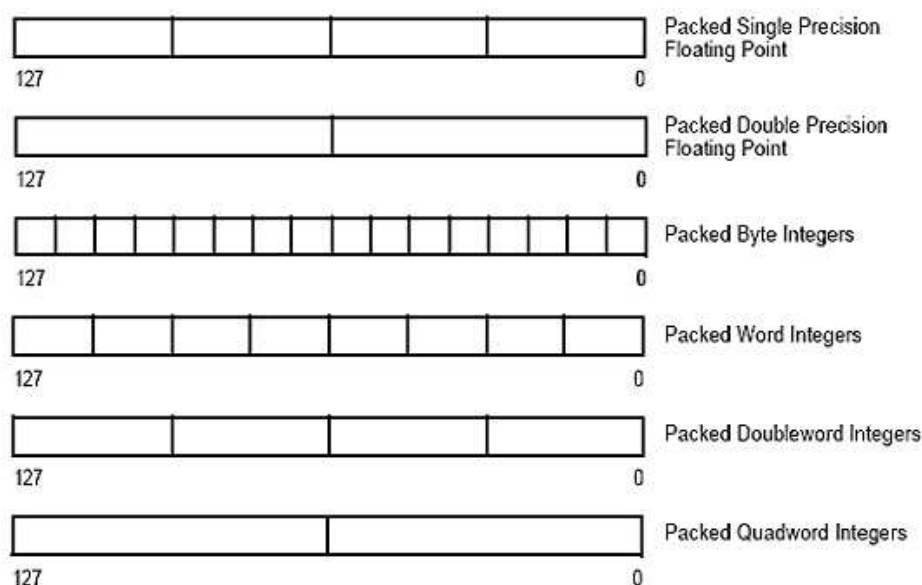 Packed Single Precision
Floating Point
127 0
Packed Double Precision
Floating Point
127 0
Packed Byte Integers
127 0
Packed Word Integers
127 0
Packed Doubleword Integers
127 0
Packed Quadword Integers
127 0